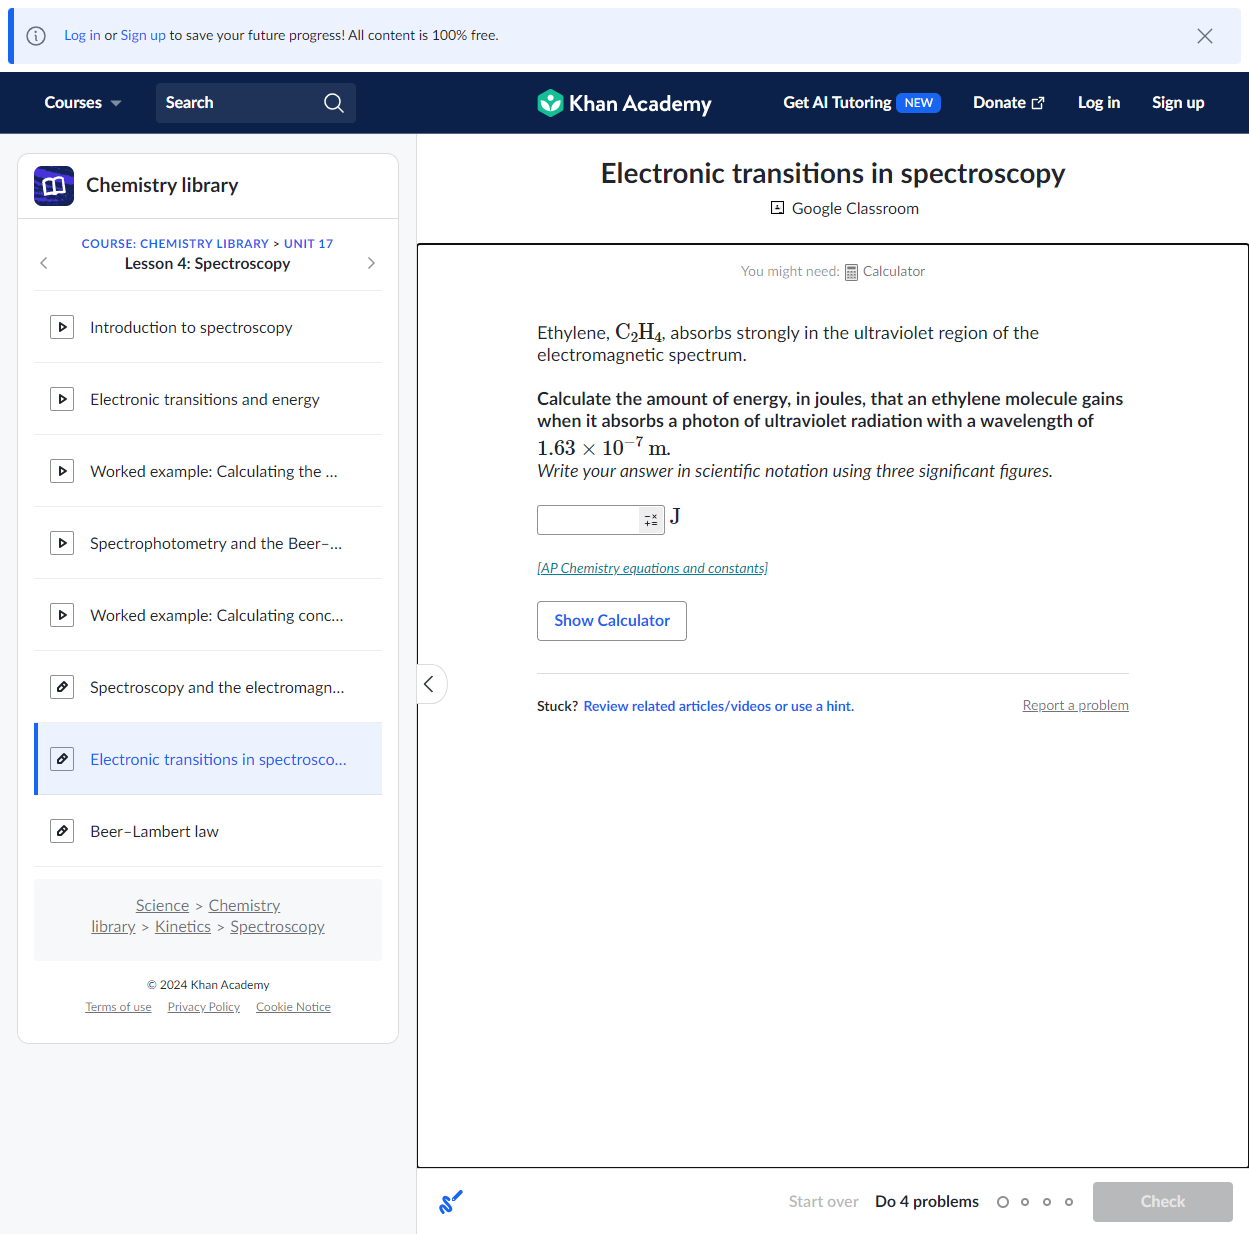 Log in or Sign up to save your future progress! All content is 100% free.
Courses
Search
Khan Academy
Get AI Tutoring NEW
Donate
Log in
Sign up
Chemistry library
COURSE: CHEMISTRY LIBRARY > UNIT 17
Lesson 4: Spectroscopy
Introduction to spectroscopy
Electronic transitions and energy
Worked example: Calculating the ...
Spectrophotometry and the Beer–...
Worked example: Calculating conc...
Spectroscopy and the electromagn...
Electronic transitions in spectrosco...
Beer–Lambert law
Science > Chemistry
library > Kinetics > Spectroscopy
© 2024 Khan Academy
Terms of use Privacy Policy Cookie Notice
Electronic transitions in spectroscopy
Google Classroom
You might need: Calculator
Ethylene, C₂H₄, absorbs strongly in the ultraviolet region of the
electromagnetic spectrum.
Calculate the amount of energy, in joules, that an ethylene molecule gains
when it absorbs a photon of ultraviolet radiation with a wavelength of
1.63 × 10⁻⁷ m.
Write your answer in scientific notation using three significant figures.
J
[AP Chemistry equations and constants]
Show Calculator
Stuck? Review related articles/videos or use a hint.
Report a problem
Start over
Do 4 problems
Check